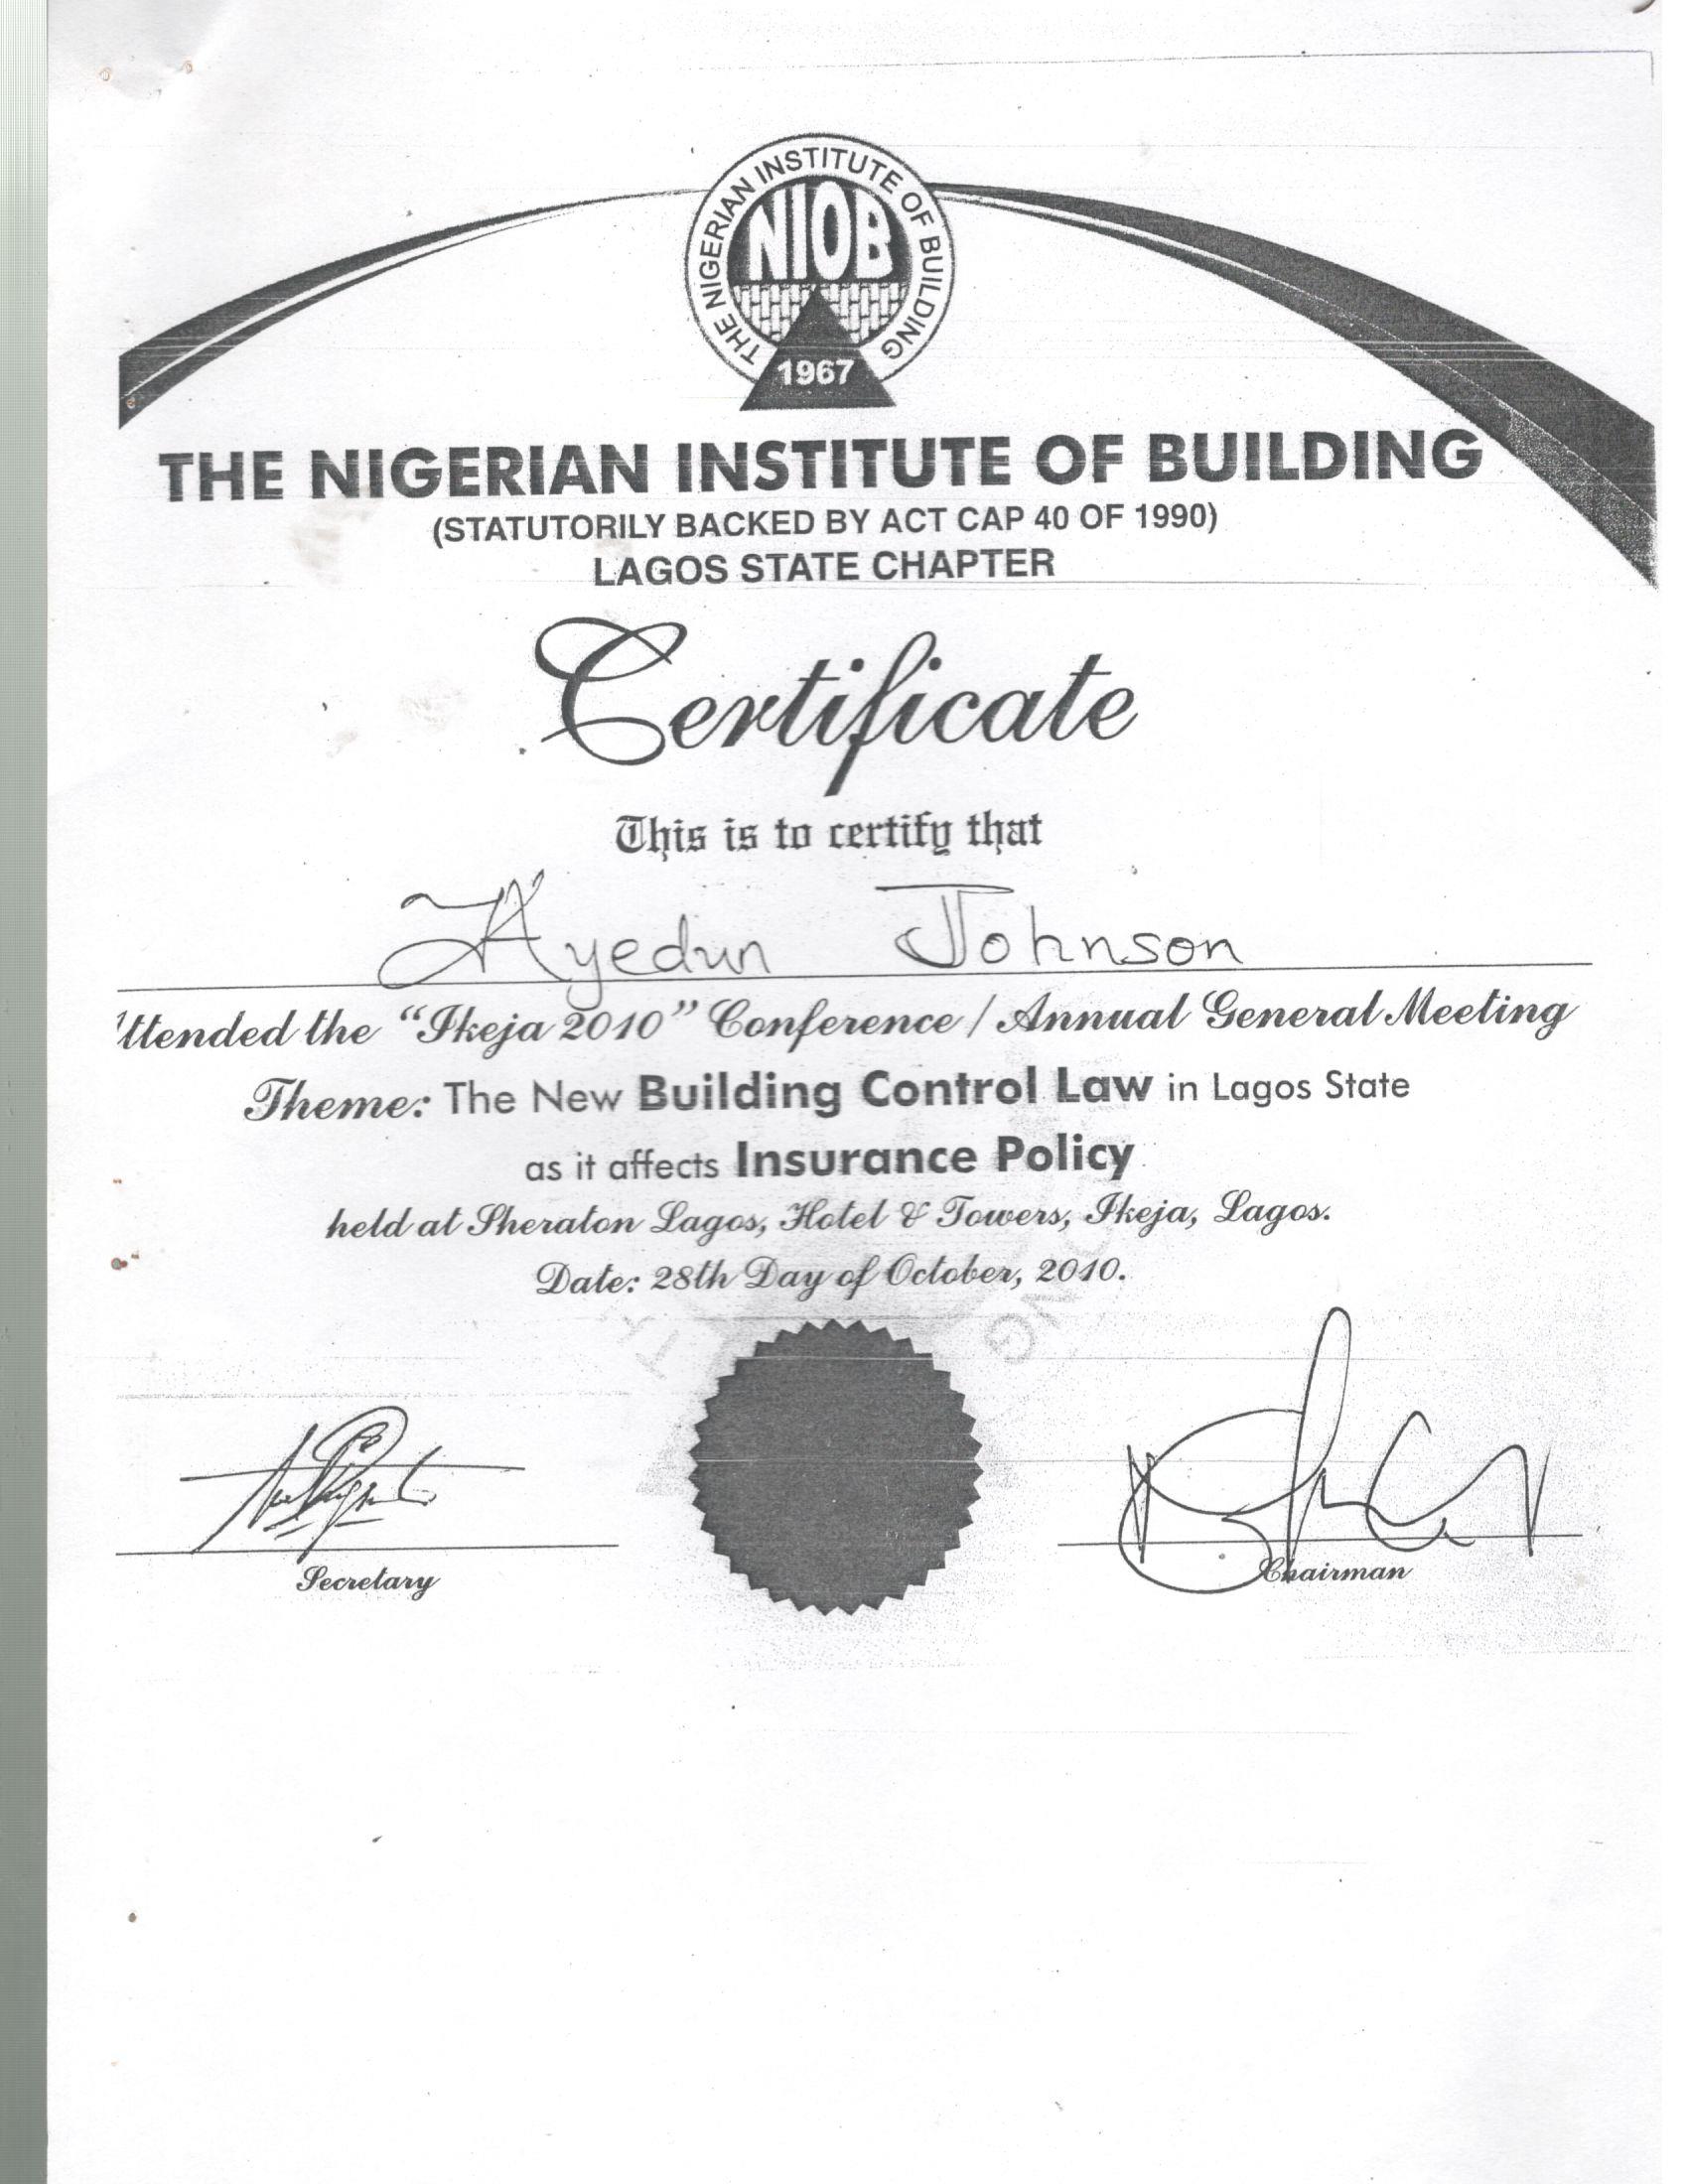 THE NIGERIAN INSTITUTE OF BUILDING
NIOB
1967
THE NIGERIAN INSTITUTE OF BUILDING
(STATUTORILY BACKED BY ACT CAP 40 OF 1990)
LAGOS STATE CHAPTER
Certificate
This is to certify that
Ayedun Johnson
ttended the “Ikeja 2010” Conference / Annual General Meeting
Theme: The New Building Control Law in Lagos State
as it affects Insurance Policy
held at Sheraton Lagos, Hotel & Towers, Ikeja, Lagos.
Date: 28th Day of October, 2010.
Secretary
Chairman